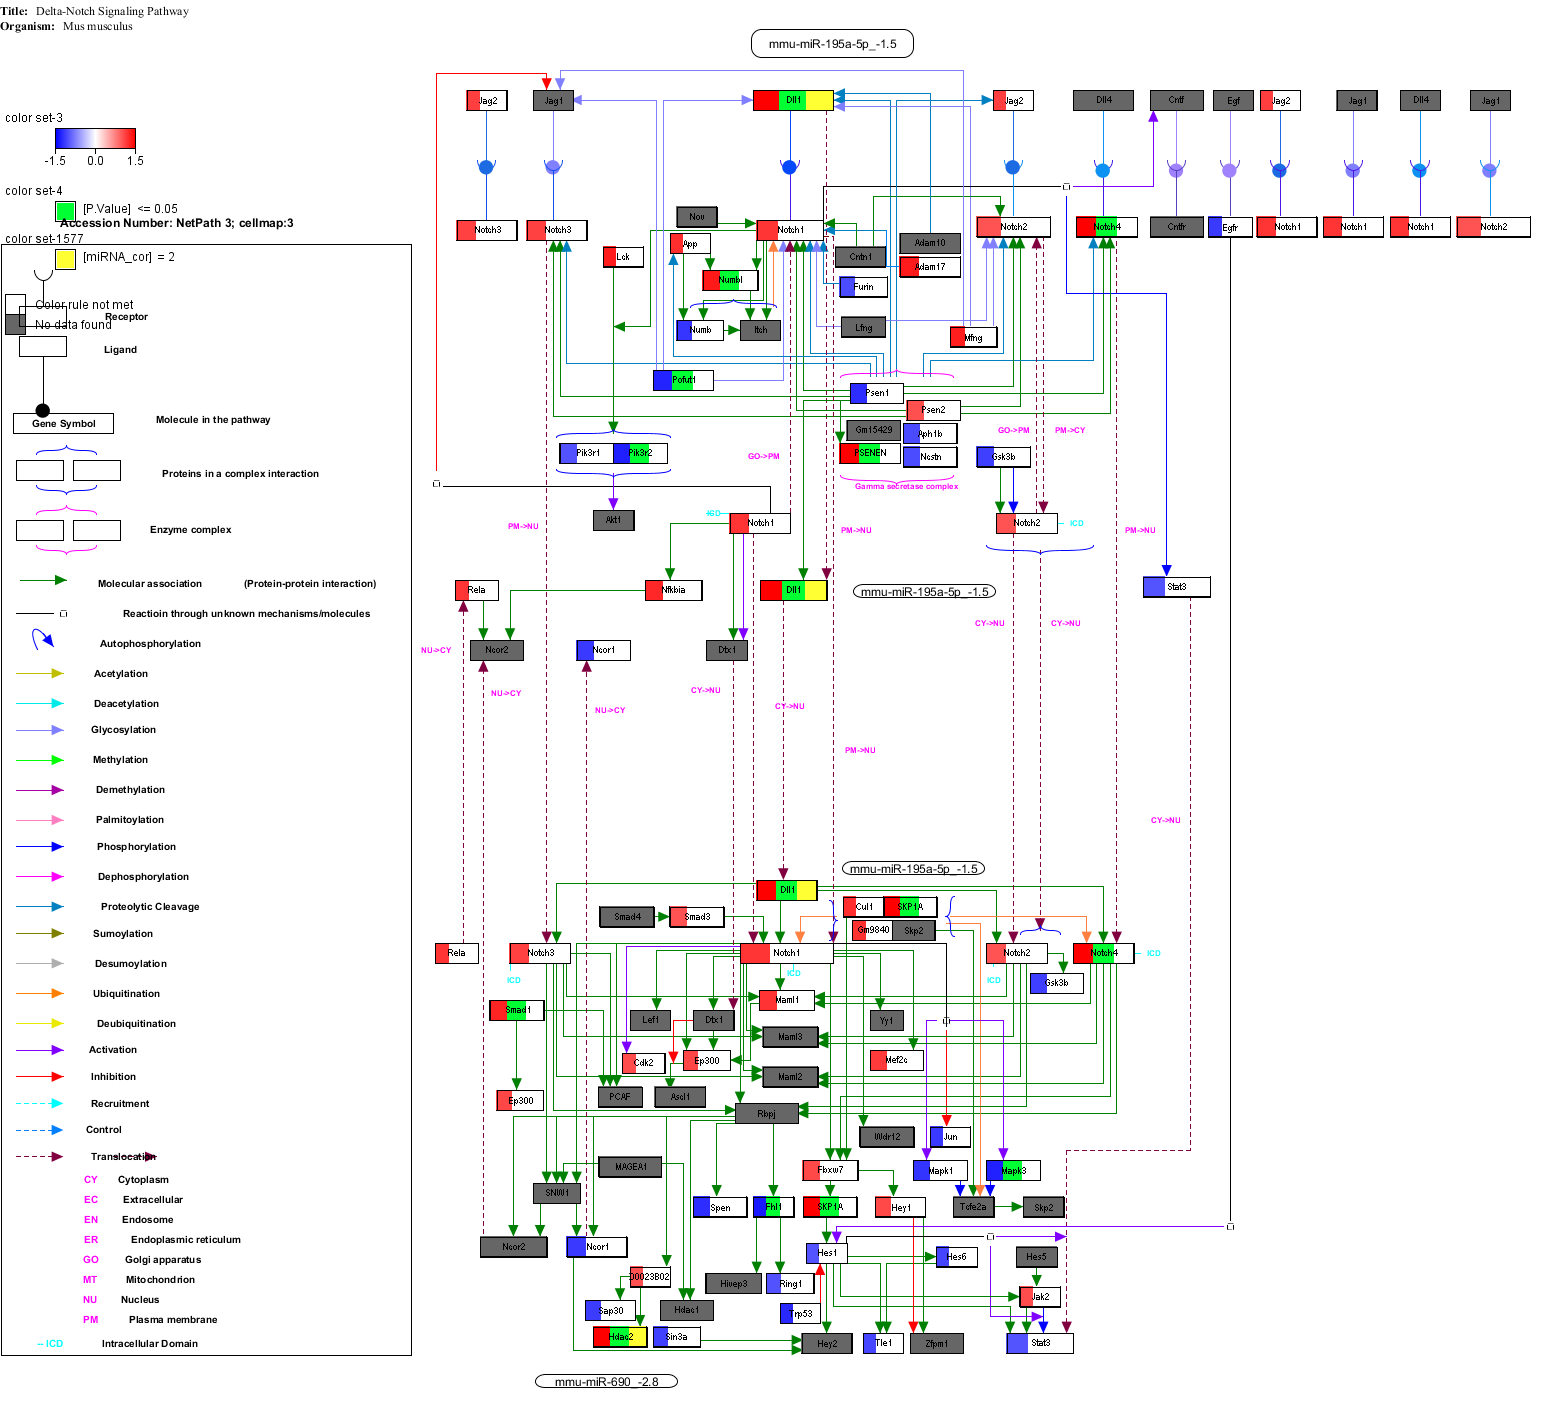 Title: Delta-Notch Signaling Pathway
Organism: Mus musculus
mmu-miR-195a-5p_-1.5
Jag2 Jag1 Dll1 Jag2 Dll4 Cntf Egf Jag2 Jag1 Dll4 Jag1
color set-3
-1.5 0.0 1.5
color set-4
[P.Value] <= 0.05
Accession Number: NetPath 3; cellmap:3
color set-1577
[miRNA_cor] = 2
Color rule not met
No data found
Receptor
Ligand
Gene Symbol
Molecule in the pathway
Proteins in a complex interaction
Enzyme complex
Molecular association (Protein-protein interaction)
Reactioin through unknown mechanisms/molecules
Autophosphorylation
Acetylation
Deacetylation
Glycosylation
Methylation
Demethylation
Palmitoylation
Phosphorylation
Dephosphorylation
Proteolytic Cleavage
Sumoylation
Desumoylation
Ubiquitination
Deubiquitination
Activation
Inhibition
Recruitment
Control
Translocation
CY Cytoplasm
EC Extracellular
EN Endosome
ER Endoplasmic reticulum
GO Golgi apparatus
MT Mitochondrion
NU Nucleus
PM Plasma membrane
-- ICD Intracellular Domain
Nov
Notch3 Notch3 Notch1 Notch2 Notch4 Cntfr Egfr Notch1 Notch1 Notch1 Notch2
App Adam10
Lck Cntn1 Adam17
Numbl Furin
Numb Itch Lfng Mfng
Pofut1 Psen1
Psen2
GO->PM PM->CY
Gm15429 Aph1b
Pik3r1 Pik3r2 GO->PM PSENEN Ncstn Gsk3b
Gamma secretase complex
Akt1 ICD Notch1 Notch2 ICD
PM->NU PM->NU PM->NU
Rela Nfkbia Dll1 mmu-miR-195a-5p_-1.5 Stat3
CY->NU CY->NU
NU->CY Ncor2 Ncor1 Dtx1
NU->CY CY->NU
NU->CY CY->NU
PM->NU
CY->NU
mmu-miR-195a-5p_-1.5
Dll1
Smad4 Smad3 Cul1 SKP1A
Gm9840 Skp2
Rela Notch3 Notch1 Notch2 Notch4 ICD
ICD ICD ICD Gsk3b
Smad1 Maml1
Left1 Dtx1 Yy1
Maml3
Cdk2 Ep300 Mef2c
Maml2
Ep300 PCAF Ascl1
Rbpj
Wdr12 Jun
MAGEA1 Fbxw7 Mapk1 Mapk3
SNW1
Spen Fhl1 SKP1A Hey1 Tcfe2a Skp2
Ncor2 Ncor1 Hes1 Hes6 Hes5
D0023B02 Hivep3 Ring1
Jak2
Sap30 Hdac1 Trp53
Hdac2 Sin3a Hey2 Tle1 Zfpm1 Stat3
mmu-miR-690_-2.8